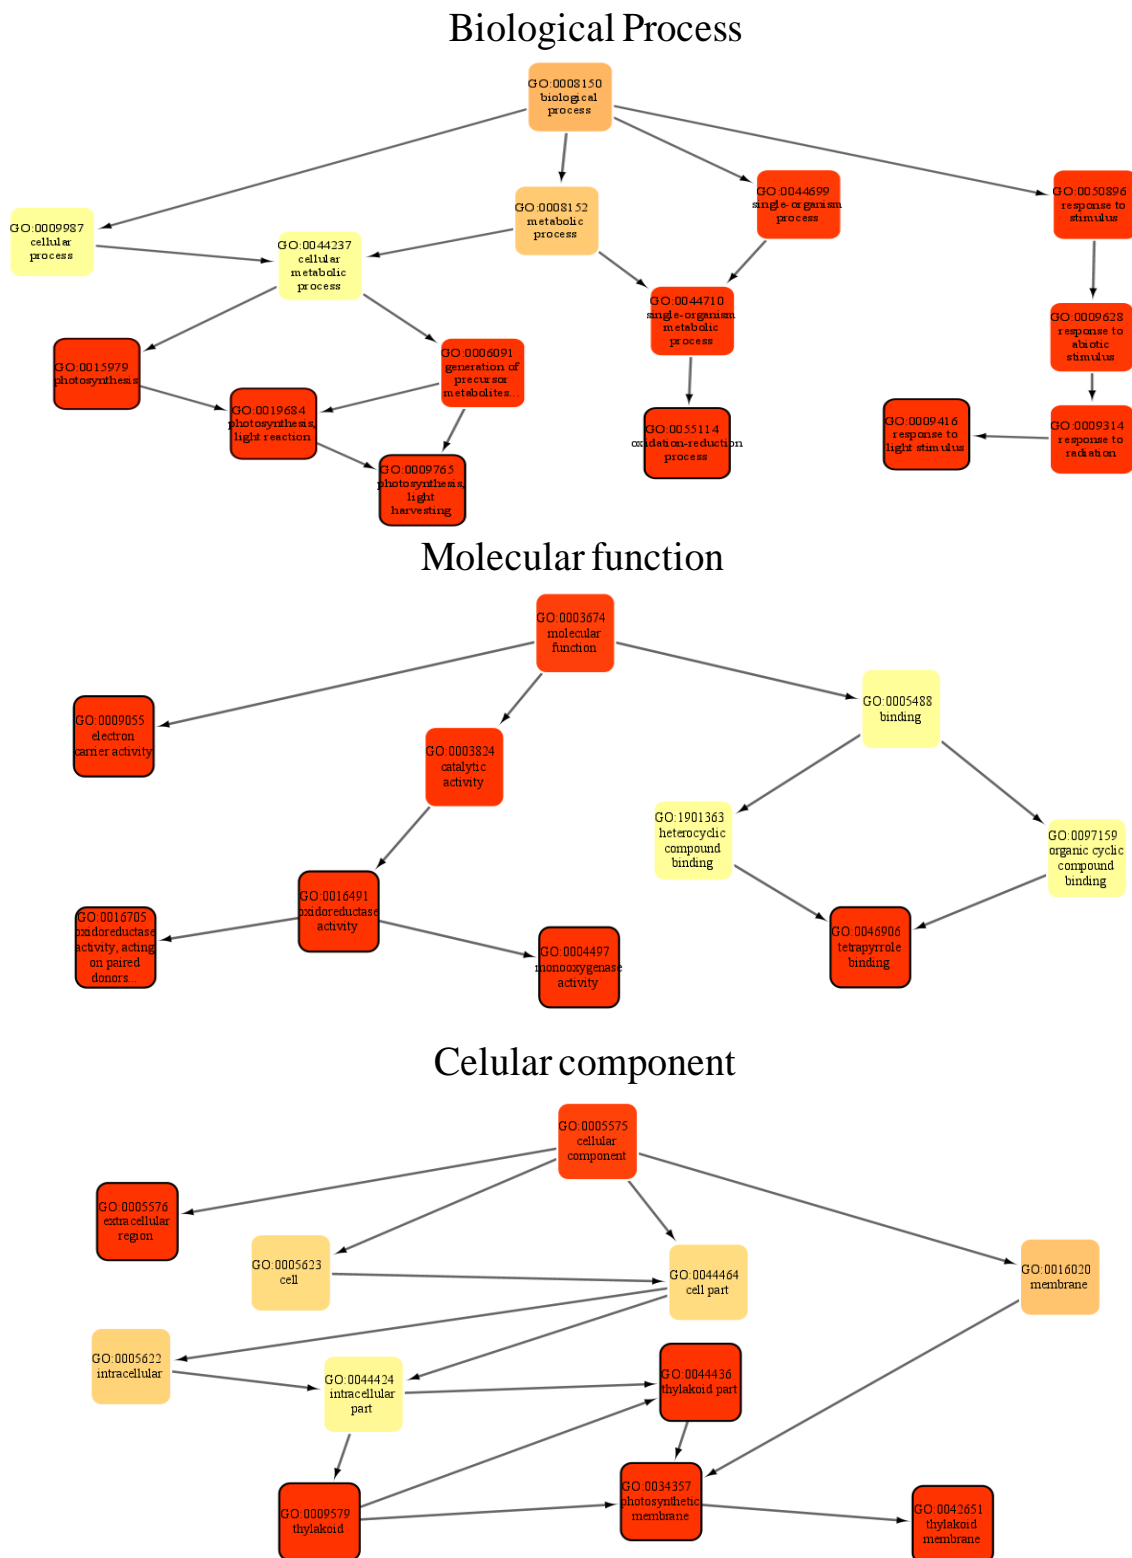 Biological Process
GO:0008150
biological
process
GO:0009987
cellular
process
GO:0044237
cellular
metabolic
process
GO:0008152
metabolic
process
GO:0044699
single-organism
process
GO:0050896
response to
stimulus
GO:0044710
single-organism
metabolic
process
GO:0009628
response to
abiotic
stimulus
GO:0015979
photosynthesis
GO:0006091
generation of
precursor
metabolites...
GO:0019684
photosynthesis,
light reaction
GO:0009765
photosynthesis,
light
harvesting
GO:0055114
oxidation-reduction
process
GO:0009416
response to
light stimulus
GO:0009314
response to
radiation
Molecular function
GO:0003674
molecular
function
GO:0009055
electron
carrier activity
GO:0003824
catalytic
activity
GO:0005488
binding
GO:1901363
heterocyclic
compound
binding
GO:0097159
organic cyclic
compound
binding
GO:0016705
oxidoreductase
activity, acting
on paired
donors...
GO:0016491
oxidoreductase
activity
GO:0004497
monooxygenase
activity
GO:0046906
tetrapyrrole
binding
Celular component
GO:0005575
cellular
component
GO:0005576
extracellular
region
GO:0005623
cell
GO:0044464
cell part
GO:0016020
membrane
GO:0005622
intracellular
GO:0044424
intracellular
part
GO:0044436
thylakoid part
GO:0009579
thylakoid
GO:0034357
photosynthetic
membrane
GO:0042651
thylakoid
membrane